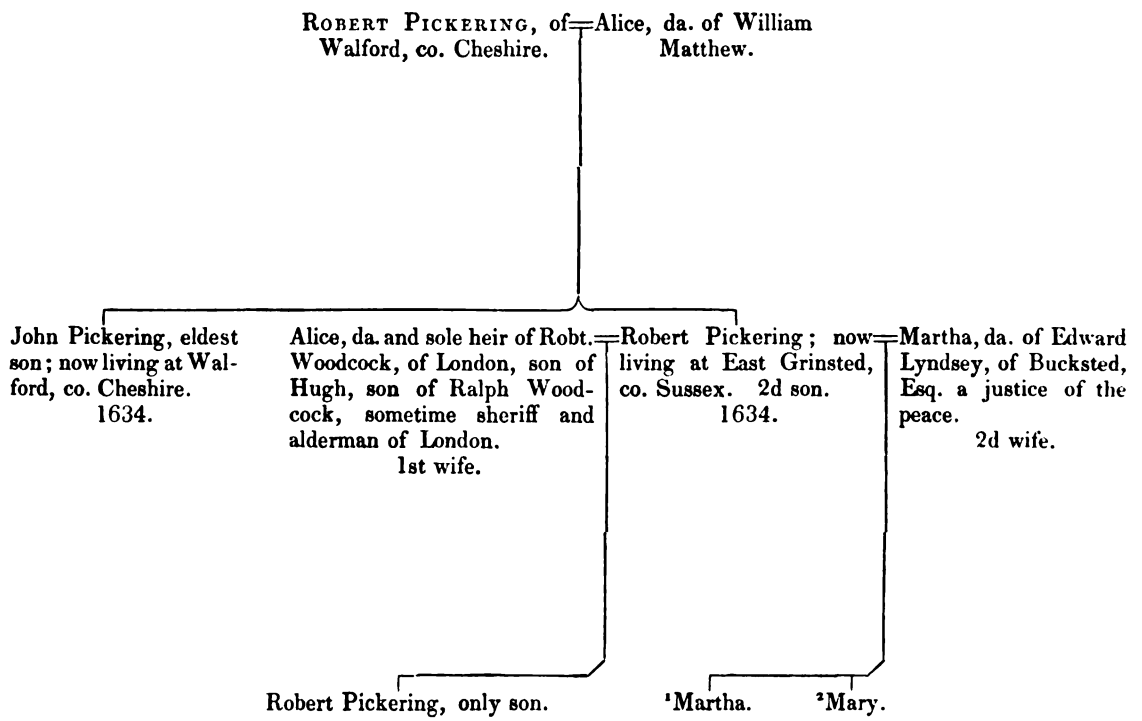 ROBERT PICKERING, of
Walford, co. Cheshire.
Alice, da. of William
Matthew.
John Pickering, eldest
son; now living at Wal-
ford, co. Cheshire.
1634.
Alice, da. and sole heir of Robt.
Woodcock, of London, son of
Hugh, son of Ralph Wood-
cock, sometime sheriff and
alderman of London.
1st wife.
Robert Pickering; now
living at East Grinsted,
co. Sussex. 2d son.
1634.
Martha, da. of Edward
Lyndsey, of Bucksted,
Esq. a justice of the
peace.
2d wife.
Robert Pickering, only son.
¹Martha.
²Mary.